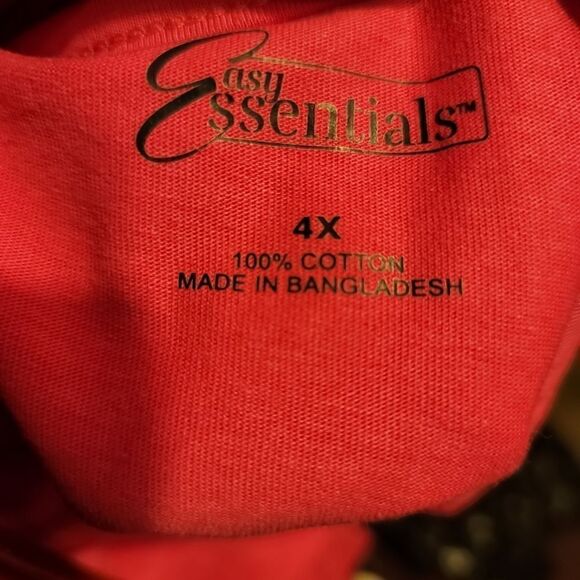 Easy
Essentials™
4X
100% COTTON
MADE IN BANGLADESH